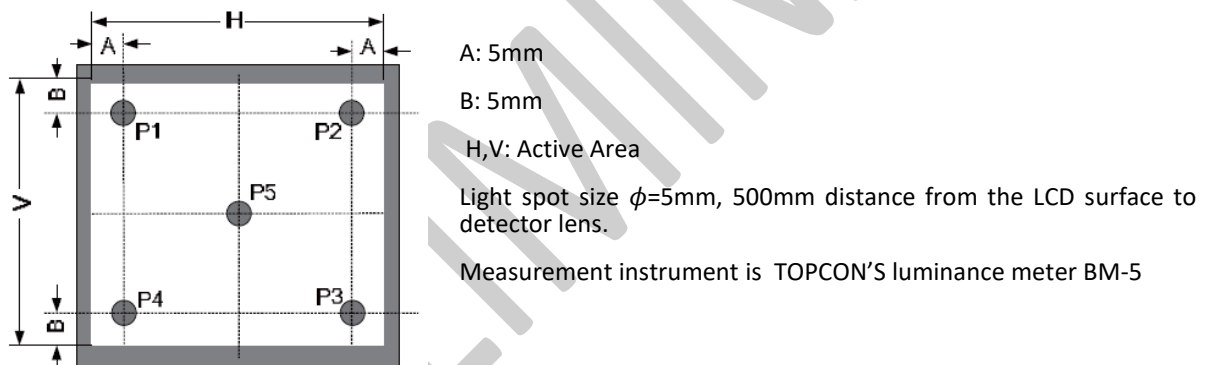 H
A A
B
P1 P2
V
P5
P4 P3
B
A: 5mm
B: 5mm
H,V: Active Area
Light spot size ϕ=5mm, 500mm distance from the LCD surface to
detector lens.
Measurement instrument is TOPCON'S luminance meter BM-5